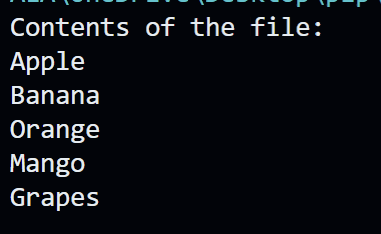 Contents of the file:
Apple
Banana
Orange
Mango
Grapes